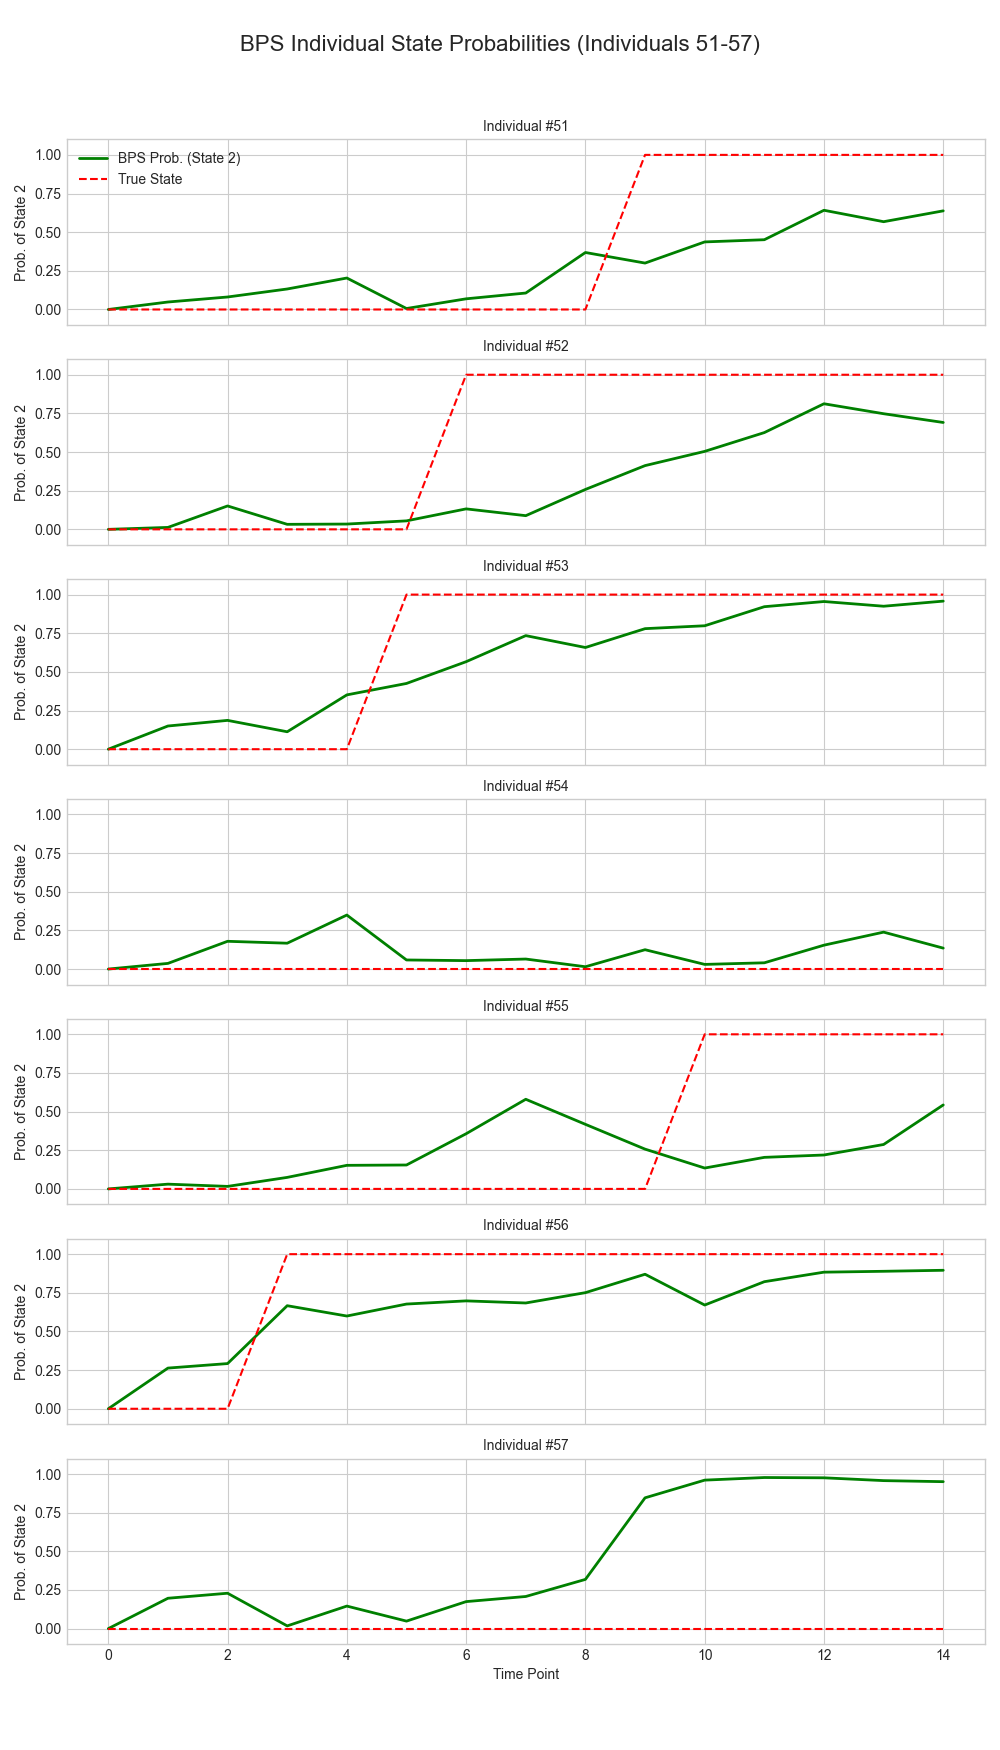 BPS Individual State Probabilities (Individuals 51-57)
Individual #51
BPS Prob. (State 2)
True State
Prob. of State 2
1.00
0.75
0.50
0.25
0.00
Individual #52
Prob. of State 2
1.00
0.75
0.50
0.25
0.00
Individual #53
Prob. of State 2
1.00
0.75
0.50
0.25
0.00
Individual #54
Prob. of State 2
1.00
0.75
0.50
0.25
0.00
Individual #55
Prob. of State 2
1.00
0.75
0.50
0.25
0.00
Individual #56
Prob. of State 2
1.00
0.75
0.50
0.25
0.00
Individual #57
Prob. of State 2
1.00
0.75
0.50
0.25
0.00
0 2 4 6 8 10 12 14
Time Point